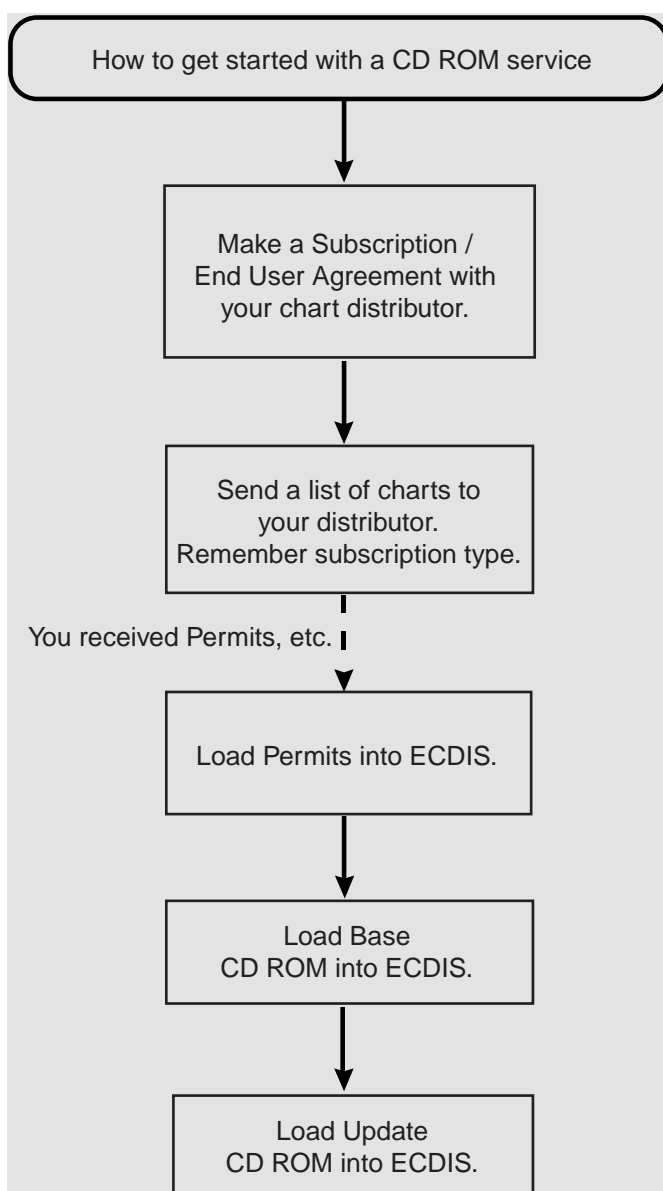 How to get started with a CD ROM service
Make a Subscription /
End User Agreement with
your chart distributor.
Send a list of charts to
your distributor.
Remember subscription type.
You received Permits, etc.
Load Permits into ECDIS.
Load Base
CD ROM into ECDIS.
Load Update
CD ROM into ECDIS.